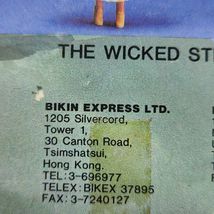 THE WICKED
BIKIN EXPRESS LTD.
1205 Silvercord,
Tower 1,
30 Canton Road,
Tsimshatsui,
Hong Kong.
TEL:3-696977
TELEX: BIKEX 37895
FAX:3-7240127